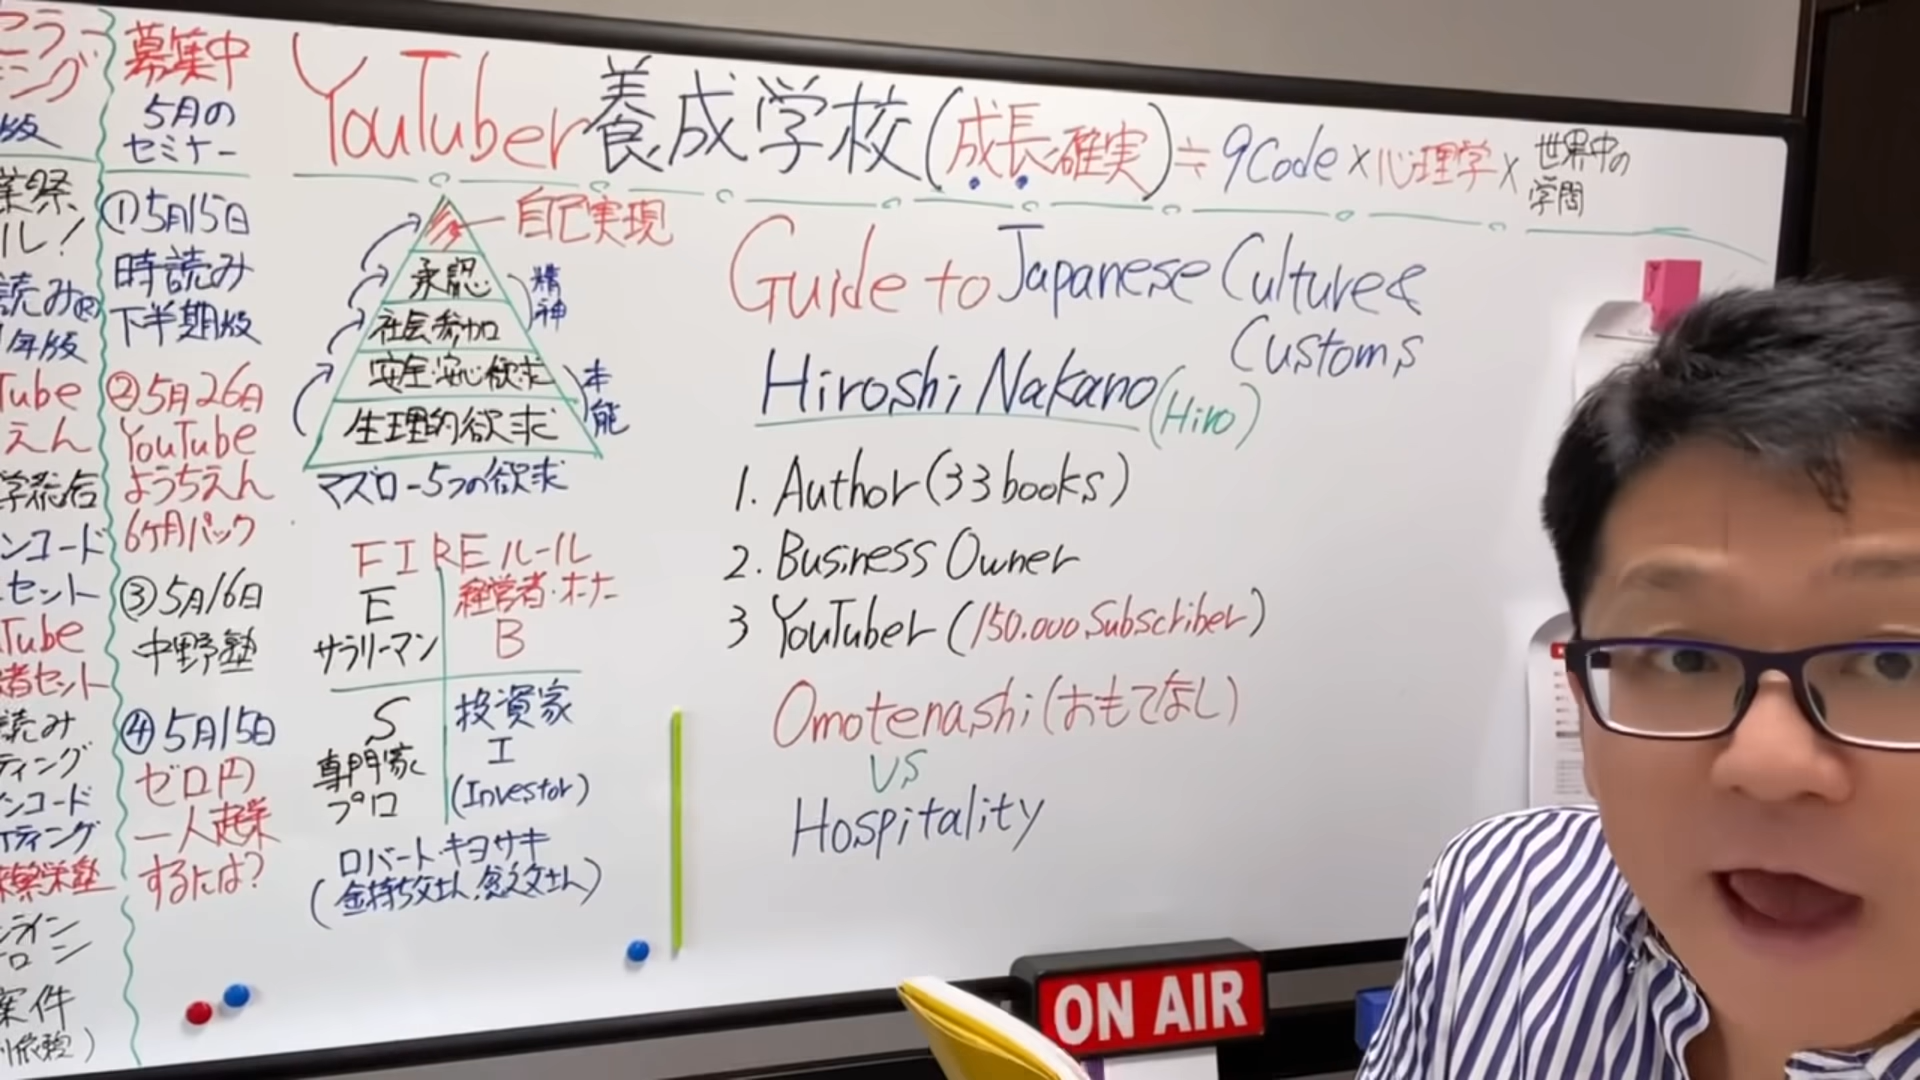 募集中
5月の
セミナー
①5月15日
時読み
下半期版
②5月26日
YouTube
ようちえん
6ヶ月パック
③5月16日
中野塾
④5月15日
ゼロ円
一人起業
するには?
YouTuber養成学校(成長確実)≒9Code×心理学×世界中の
学問
自己実現
承認
社会参加
精神
安全・安心欲求
生理的欲求
本能
マズロー5つの欲求
FIREルール
E
サラリーマン
経営者・オーナー
B
S
専門家
プロ
投資家
I
(Investor)
ロバート・キヨサキ
(金持ち父さん、貧乏父さん)
Guide to Japanese Culture&
Customs
Hiroshi Nakano(Hiro)
1. Author(33books)
2. Business Owner
3 YouTuber(150.000 Subscriber)
Omotenashi(おもてなし)
VS
Hospitality
ON AIR